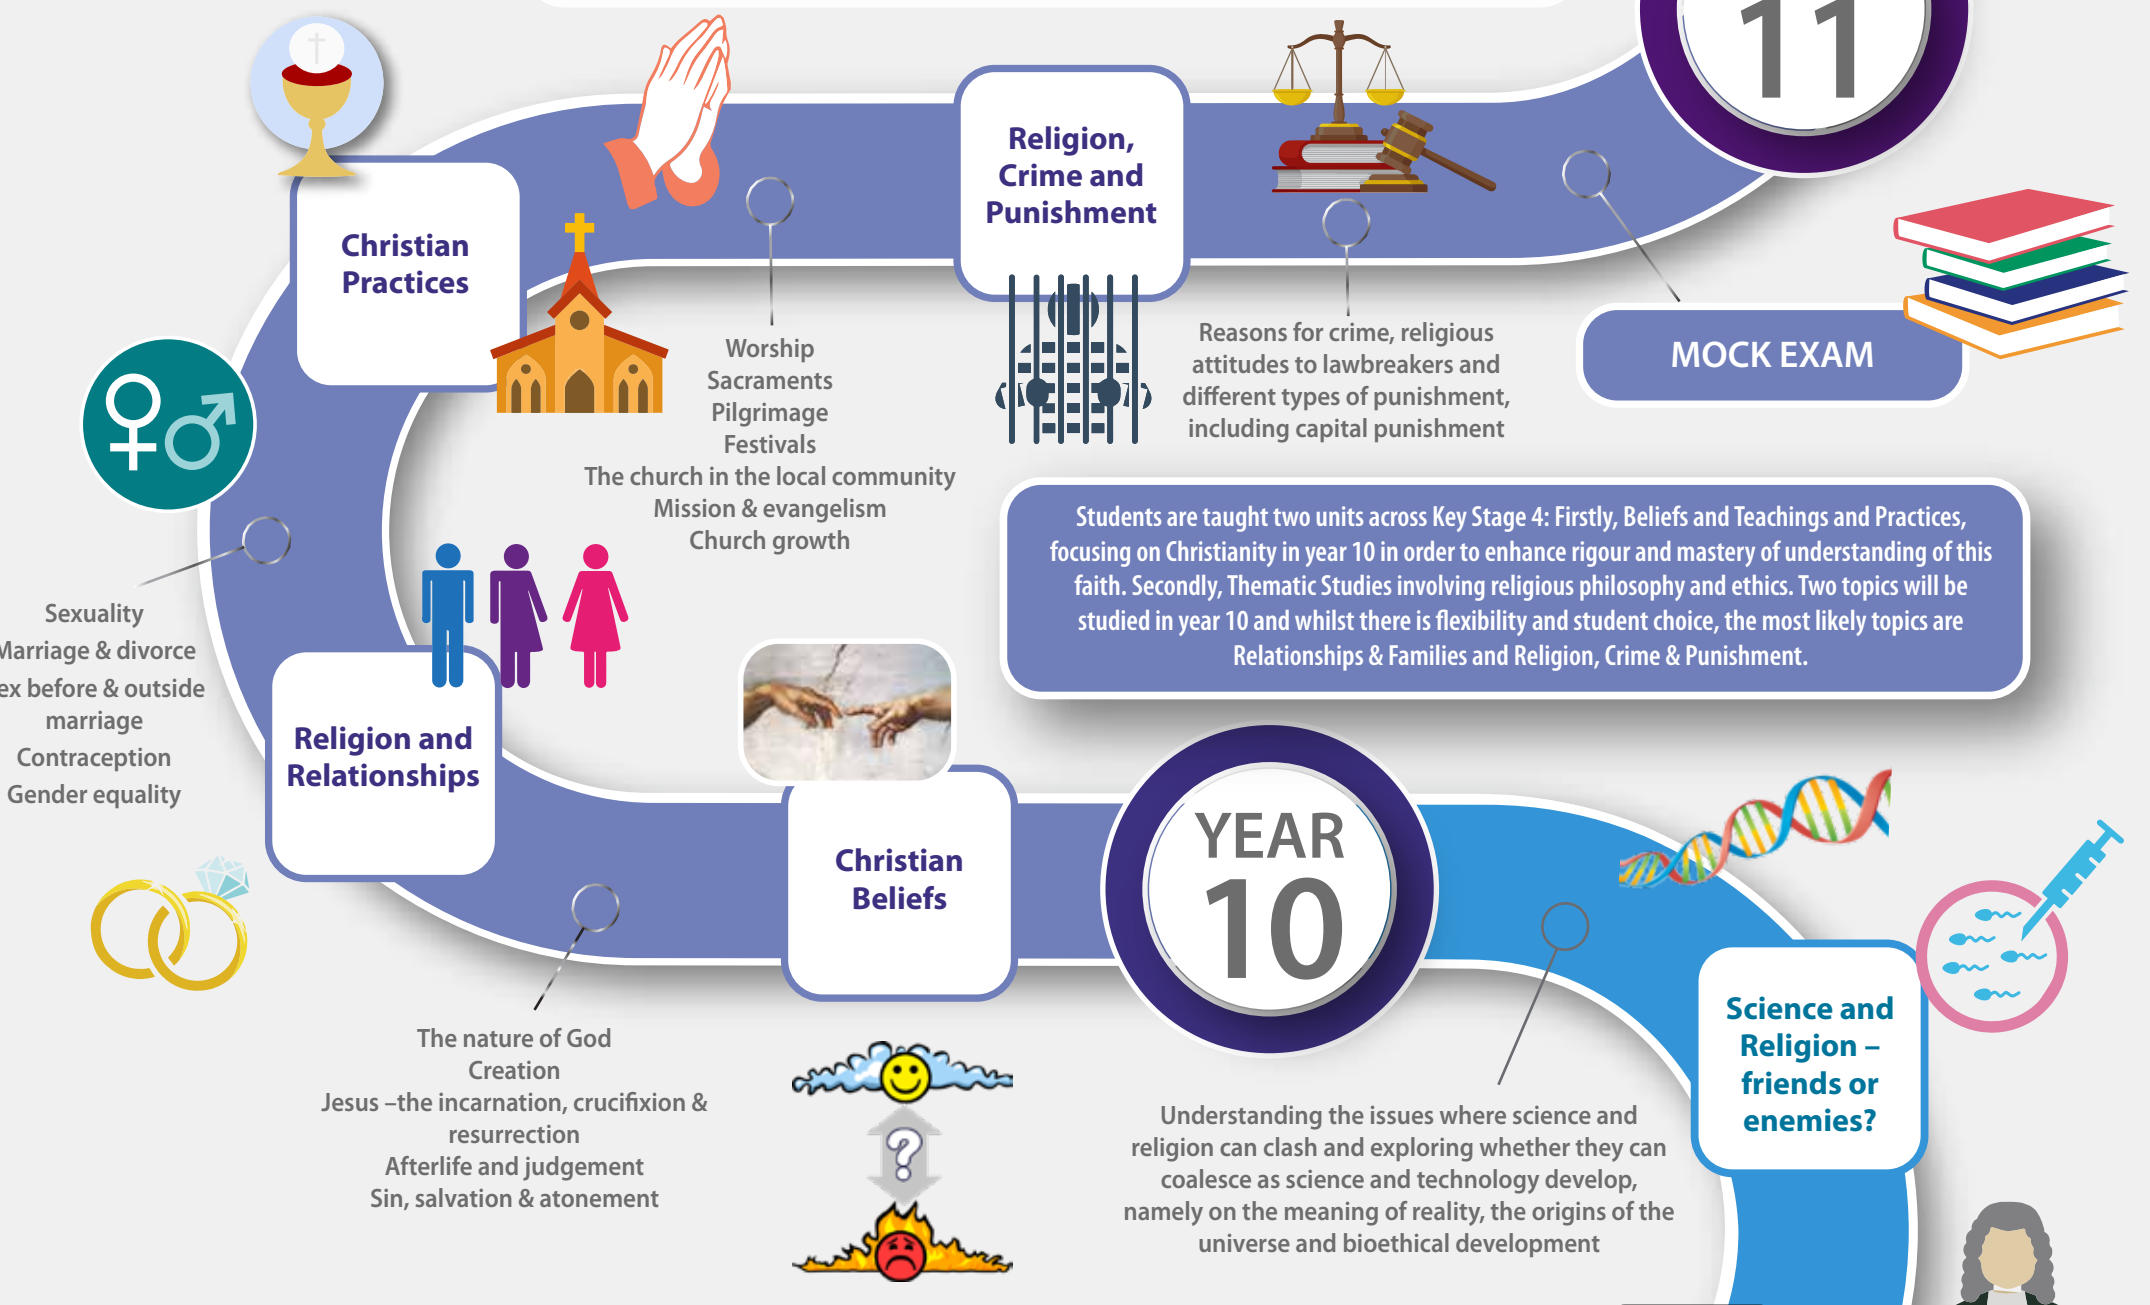 11
Religion,
Crime and
Punishment
Christian
Practices
Worship
Sacraments
Pilgrimage
Festivals
The church in the local community
Mission & evangelism
Church growth
Reasons for crime, religious
attitudes to lawbreakers and
different types of punishment,
including capital punishment
MOCK EXAM
Students are taught two units across Key Stage 4: Firstly, Beliefs and Teachings and Practices,
focusing on Christianity in year 10 in order to enhance rigour and mastery of understanding of this
faith. Secondly, Thematic Studies involving religious philosophy and ethics. Two topics will be
studied in year 10 and whilst there is flexibility and student choice, the most likely topics are
Relationships & Families and Religion, Crime & Punishment.
Sexuality
Marriage & divorce
ex before & outside
marriage
Contraception
Gender equality
Religion and
Relationships
Christian
Beliefs
YEAR
10
The nature of God
Creation
Jesus –the incarnation, crucifixion &
resurrection
Afterlife and judgement
Sin, salvation & atonement
?
Understanding the issues where science and
religion can clash and exploring whether they can
coalesce as science and technology develop,
namely on the meaning of reality, the origins of the
universe and bioethical development
Science and
Religion –
friends or
enemies?